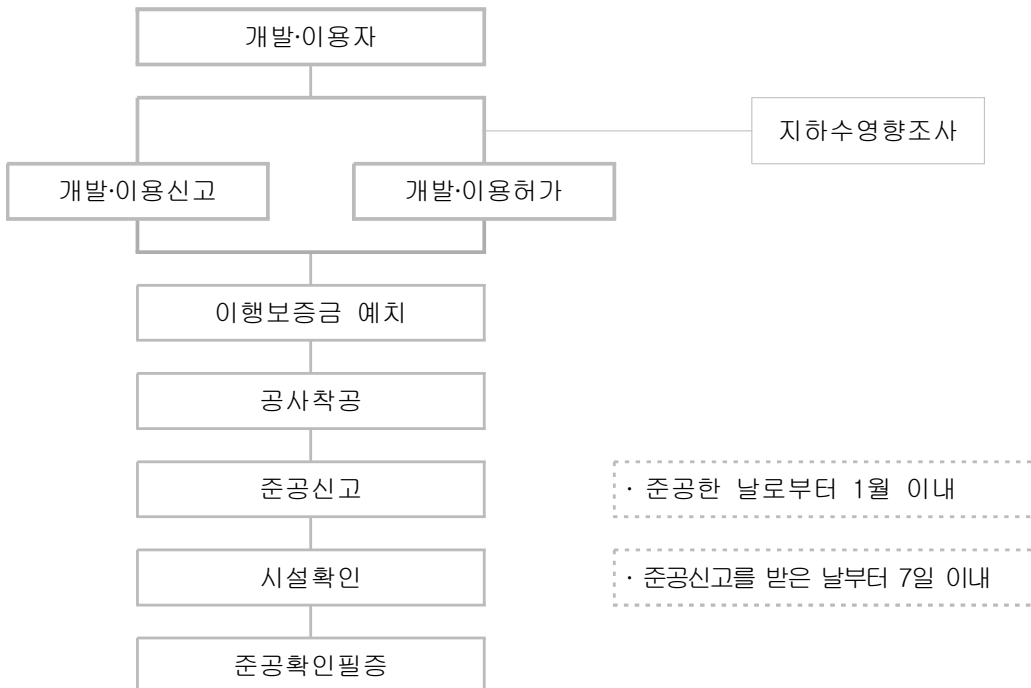 개발·이용자
지하수영향조사
개발·이용신고
개발·이용허가
이행보증금 예치
공사착공
준공신고
· 준공한 날로부터 1월 이내
시설확인
· 준공신고를 받은 날부터 7일 이내
준공확인필증